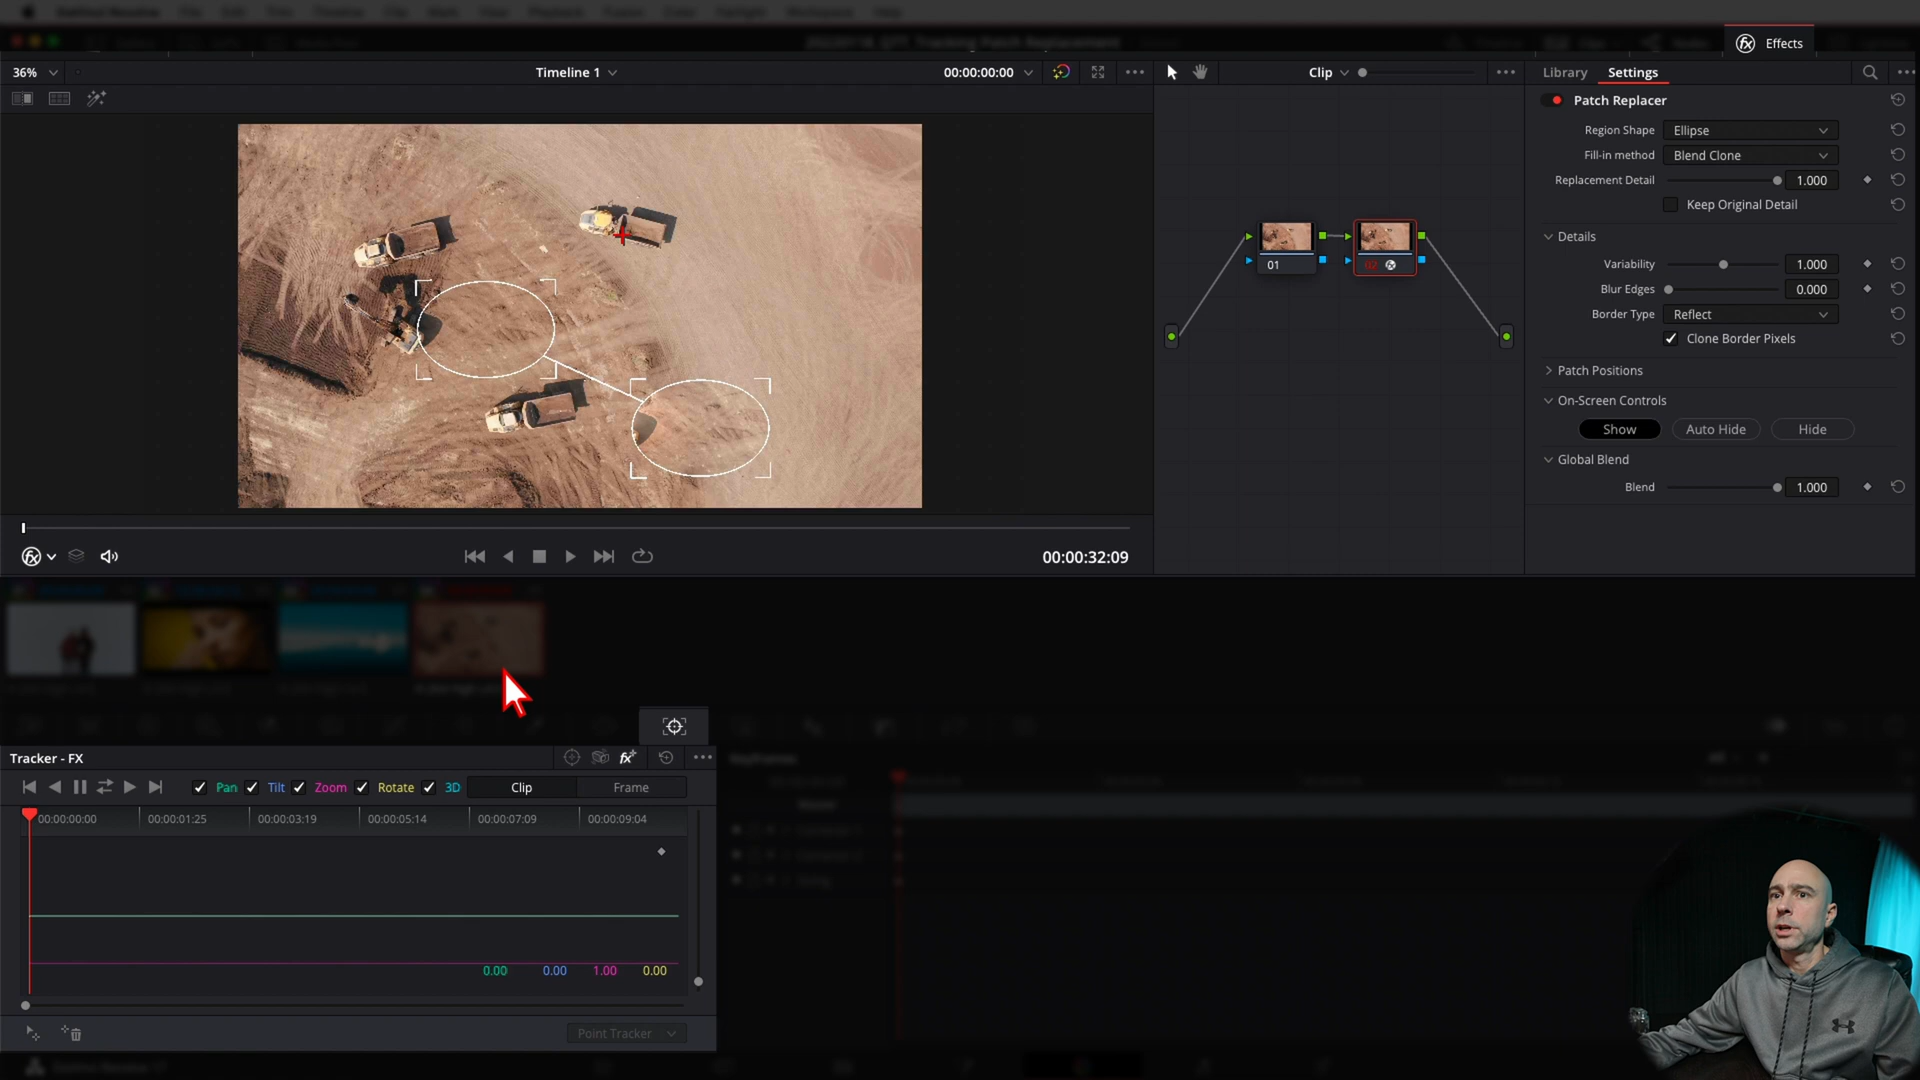 Effects
36%
Timeline 1
00:00:00:00
Clip
Library
Settings
Patch Replacer
Region Shape
Ellipse
Fill-in method
Blend Clone
Replacement Detail
1.000
Keep Original Detail
Details
Variability
1.000
Blur Edges
0.000
Border Type
Reflect
Clone Border Pixels
Patch Positions
On-Screen Controls
Show
Auto Hide
Hide
Global Blend
Blend
1.000
01
00:00:32:09
Tracker - FX
Pan
Tilt
Zoom
Rotate
3D
Clip
Frame
00:00:00:00
00:00:01:25
00:00:03:19
00:00:05:14
00:00:07:09
00:00:09:04
0.00
0.00
1.00
0.00
Point Tracker